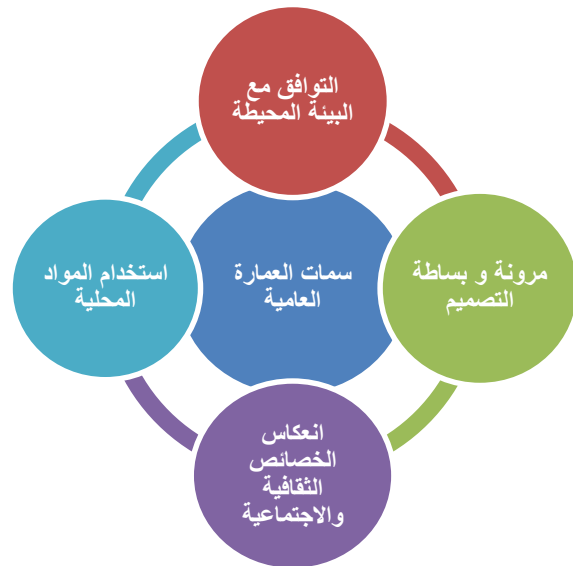 التوافق مع
البيئة المحيطة
مرونة و بساطة
التصميم
سمات العمارة
العامية
استخدام المواد
المحلية
انعكاس
الخصائص
الثقافية
والاجتماعية